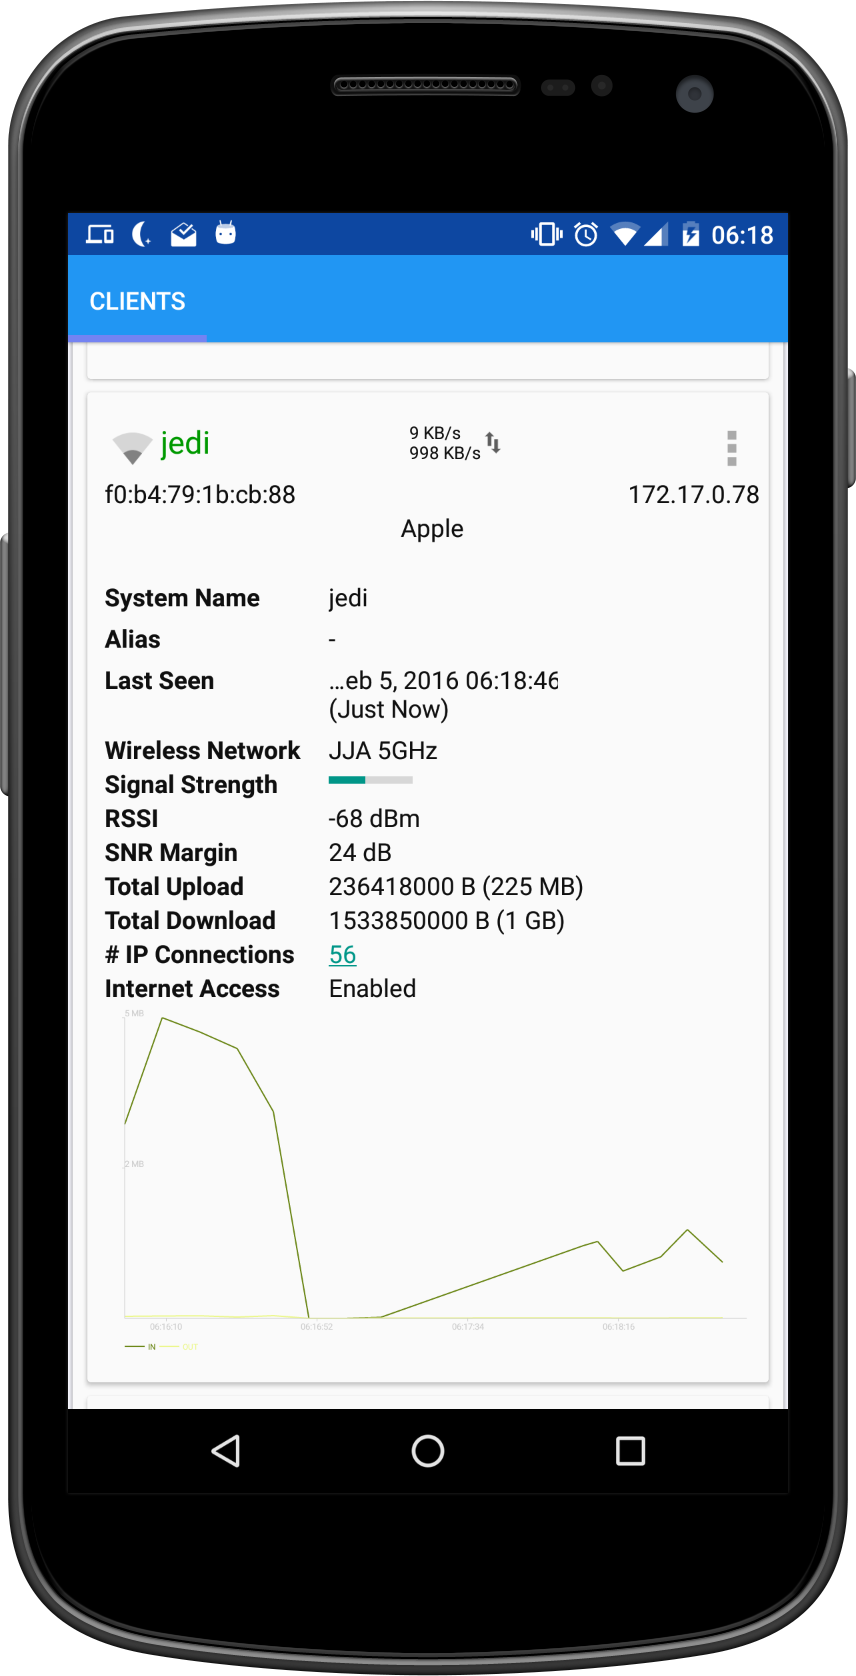 06:18
CLIENTS
jedi
9 KB/s
998 KB/s
f0:b4:79:1b:cb:88
172.17.0.78
Apple
System Name jedi
Alias -
Last Seen ...eb 5, 2016 06:18:46
(Just Now)
Wireless Network JJA 5GHz
Signal Strength
RSSI -68 dBm
SNR Margin 24 dB
Total Upload 236418000 B (225 MB)
Total Download 1533850000 B (1 GB)
# IP Connections 56
Internet Access Enabled
5 MB
2 MB
06:16:10 06:16:52 06:17:34 06:18:16
IN OUT